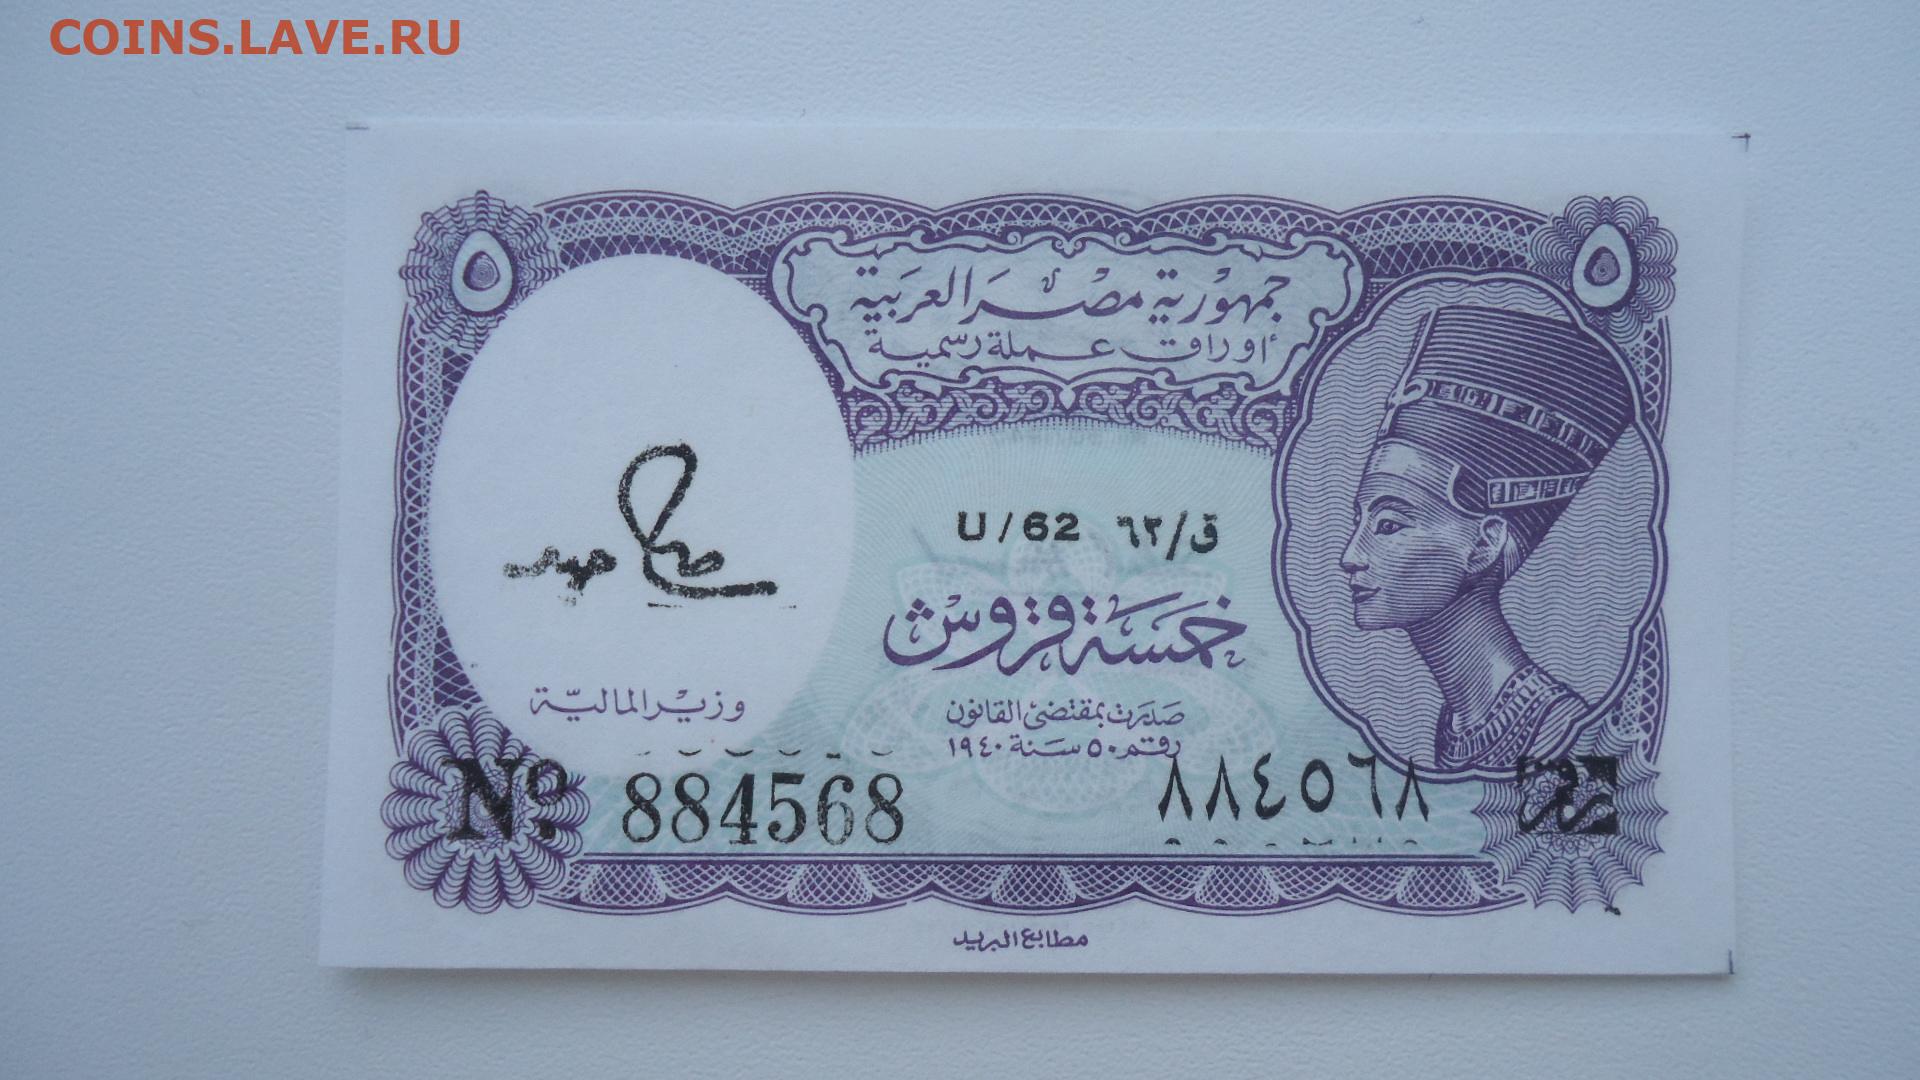 COINS.LAVE.RU
٥ ٥
جمهورية مصر العربية
أوراق عملة رسمية
U/62 ق/٦٢
خمسة قروش
وزير المالية
صدرت بمقتضى القانون
رقم ٥٠ سنة ١٩٤٠
No. 884568 ٨٨٤٥٦٨ رقم
مطابع البريد